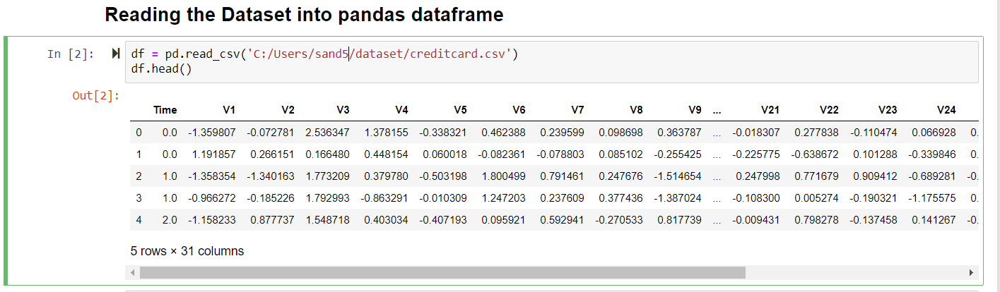 Reading the Dataset into pandas dataframe
In [2]: df = pd.read_csv('C:/Users/sand5/dataset/creditcard.csv')
df.head()
Out[2]:
Time V1 V2 V3 V4 V5 V6 V7 V8 V9 ... V21 V22 V23 V24
0 0.0 -1.359807 -0.072781 2.536347 1.378155 -0.338321 0.462388 0.239599 0.098698 0.363787 ... -0.018307 0.277838 -0.110474 0.066928 0.
1 0.0 1.191857 0.266151 0.166480 0.448154 0.060018 -0.082361 -0.078803 0.085102 -0.255425 ... -0.225775 -0.638672 0.101288 -0.339846 0.
2 1.0 -1.358354 -1.340163 1.773209 0.379780 -0.503198 1.800499 0.791461 0.247676 -1.514654 ... 0.247998 0.771679 0.909412 -0.689281 -0.
3 1.0 -0.966272 -0.185226 1.792993 -0.863291 -0.010309 1.247203 0.237609 0.377436 -1.387024 ... -0.108300 0.005274 -0.190321 -1.175575 0.
4 2.0 -1.158233 0.877737 1.548718 0.403034 -0.407193 0.095921 0.592941 -0.270533 0.817739 ... -0.009431 0.798278 -0.137458 0.141267 -0.
5 rows × 31 columns